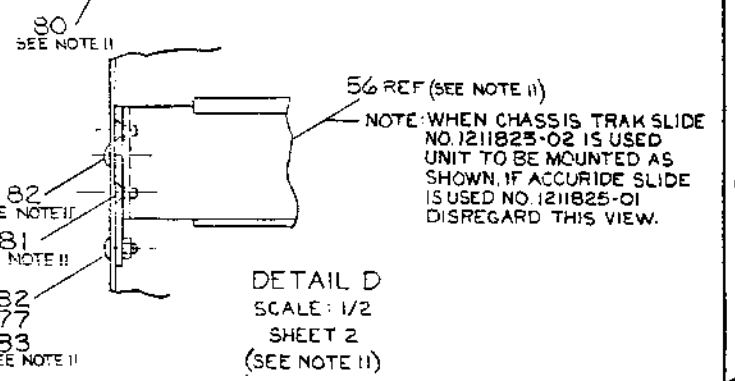 80
SEE NOTE 11
56 REF (SEE NOTE 11)
NOTE: WHEN CHASSIS TRAK SLIDE
NO. 1211825-02 IS USED
UNIT TO BE MOUNTED AS
SHOWN. IF ACCURIDE SLIDE
IS USED NO. 1211825-01
DISREGARD THIS VIEW.
82
NOTE 11
81
NOTE 11
82
77
83
SEE NOTE 11
DETAIL D
SCALE: 1/2
SHEET 2
(SEE NOTE 11)